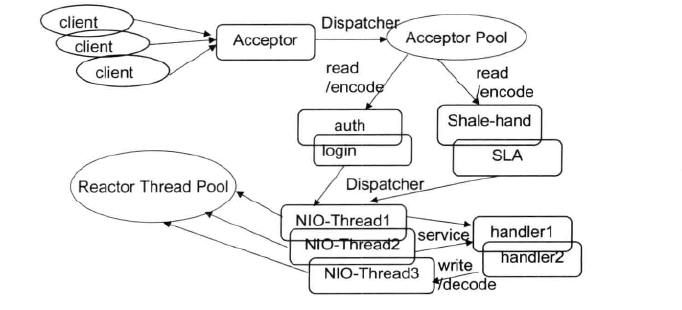 client
client
client
Acceptor
Dispatcher
Acceptor Pool
read
/encode
read
/encode
auth
login
Shale-hand
SLA
Dispatcher
Reactor Thread Pool
NIO-Thread1
NIO-Thread2
NIO-Thread3
service
handler1
handler2
write
/decode